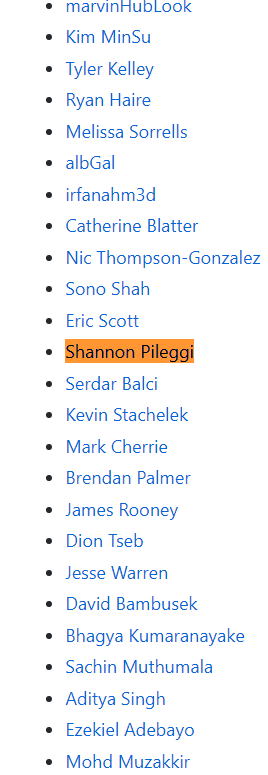 marvinHubLook
Kim MinSu
Tyler Kelley
Ryan Haire
Melissa Sorrells
albGal
irfanahm3d
Catherine Blatter
Nic Thompson-Gonzalez
Sono Shah
Eric Scott
Shannon Pileggi
Serdar Balci
Kevin Stachelek
Mark Cherrie
Brendan Palmer
James Rooney
Dion Tseb
Jesse Warren
David Bambusek
Bhagya Kumaranayake
Sachin Muthumala
Aditya Singh
Ezekiel Adebayo
Mohd Muzakkir